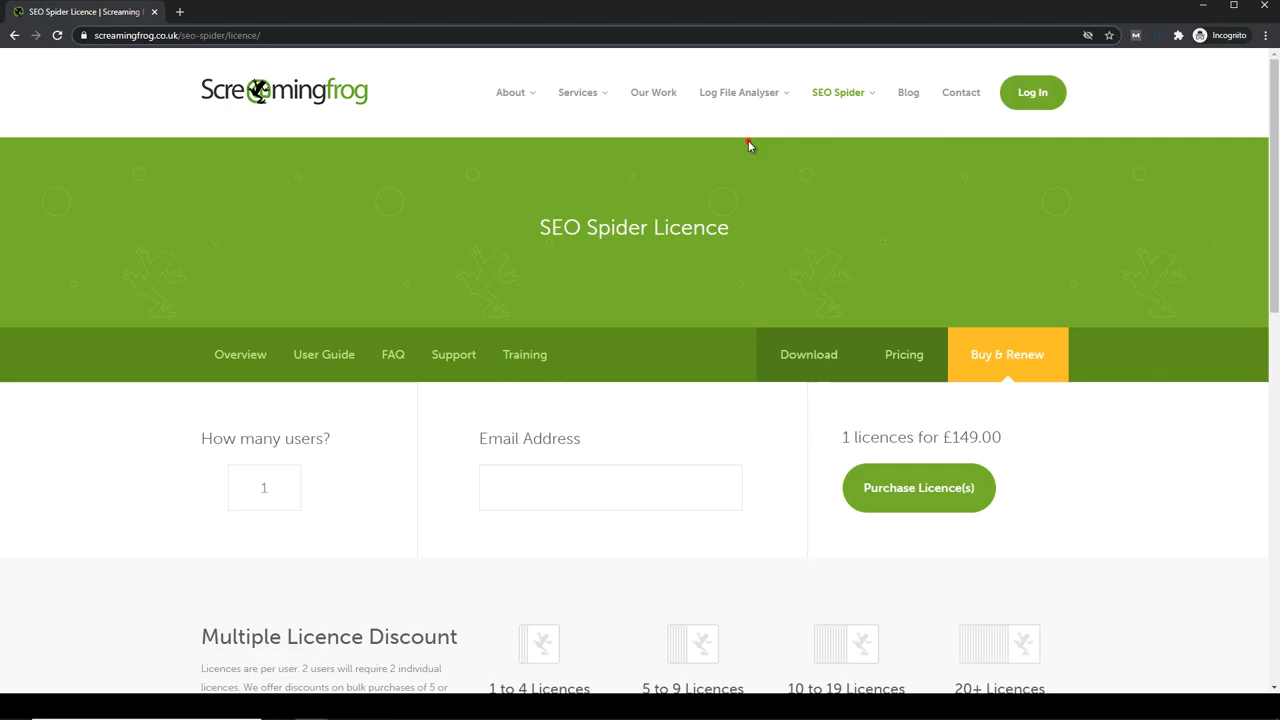 SEO Spider Licence | Screaming
screamingfrog.co.uk/seo-spider/licence/
Incognito
Screamingfrog
About
Services
Our Work
Log File Analyser
SEO Spider
Blog
Contact
Log In
SEO Spider Licence
Overview
User Guide
FAQ
Support
Training
Download
Pricing
Buy & Renew
How many users?
1
Email Address
1 licences for £149.00
Purchase Licence(s)
Multiple Licence Discount
Licences are per user. 2 users will require 2 individual
licences. We offer discounts on bulk purchases of 5 or
1 to 4 Licences
5 to 9 Licences
10 to 19 Licences
20+ Licences